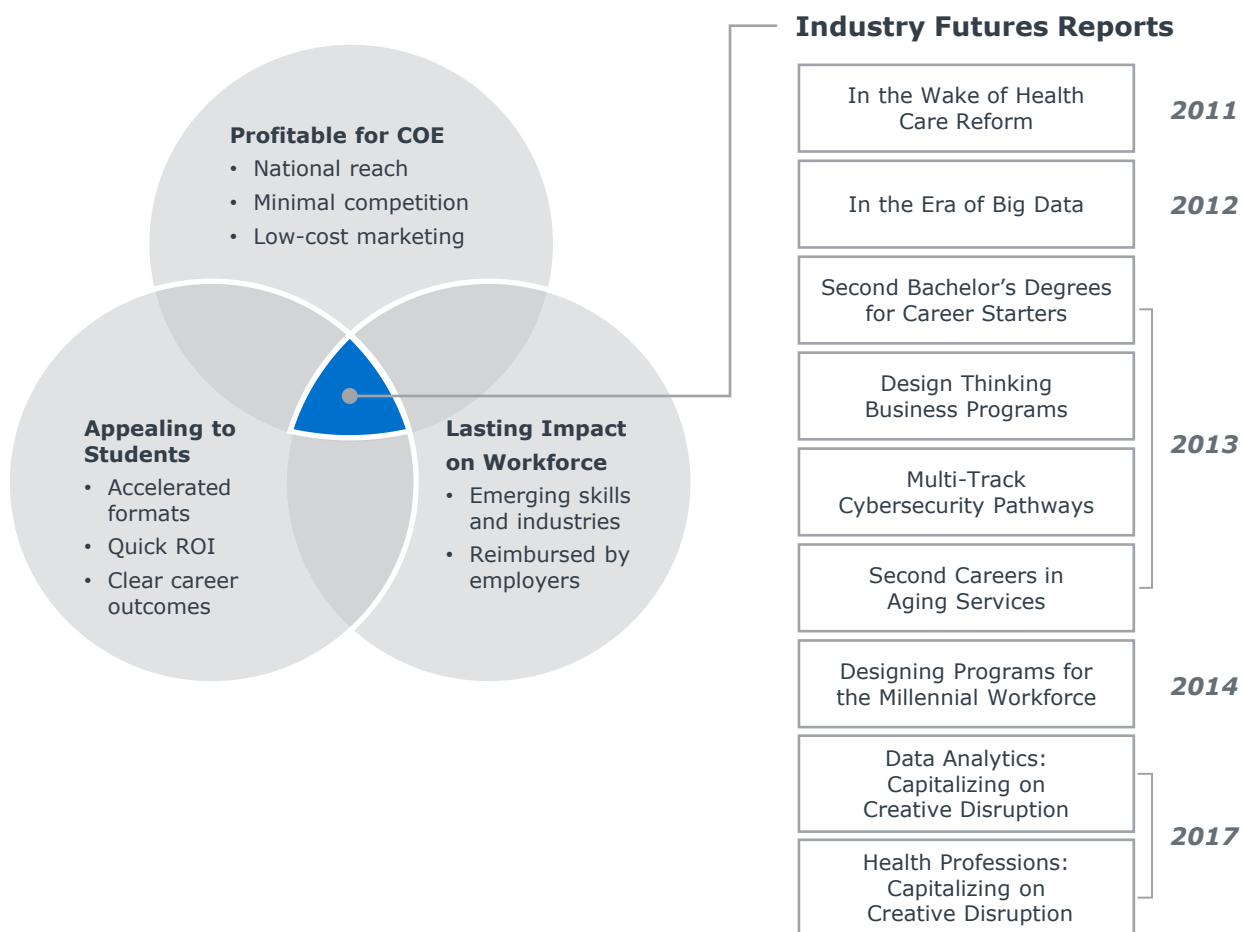 Industry Futures Reports
Profitable for COE
• National reach
• Minimal competition
• Low-cost marketing
Appealing to
Students
• Accelerated
formats
• Quick ROI
• Clear career
outcomes
Lasting Impact
on Workforce
• Emerging skills
and industries
• Reimbursed by
employers
In the Wake of Health
Care Reform
2011
In the Era of Big Data
2012
Second Bachelor’s Degrees
for Career Starters
Design Thinking
Business Programs
Multi-Track
Cybersecurity Pathways
Second Careers in
Aging Services
2013
Designing Programs for
the Millennial Workforce
2014
Data Analytics:
Capitalizing on
Creative Disruption
Health Professions:
Capitalizing on
Creative Disruption
2017